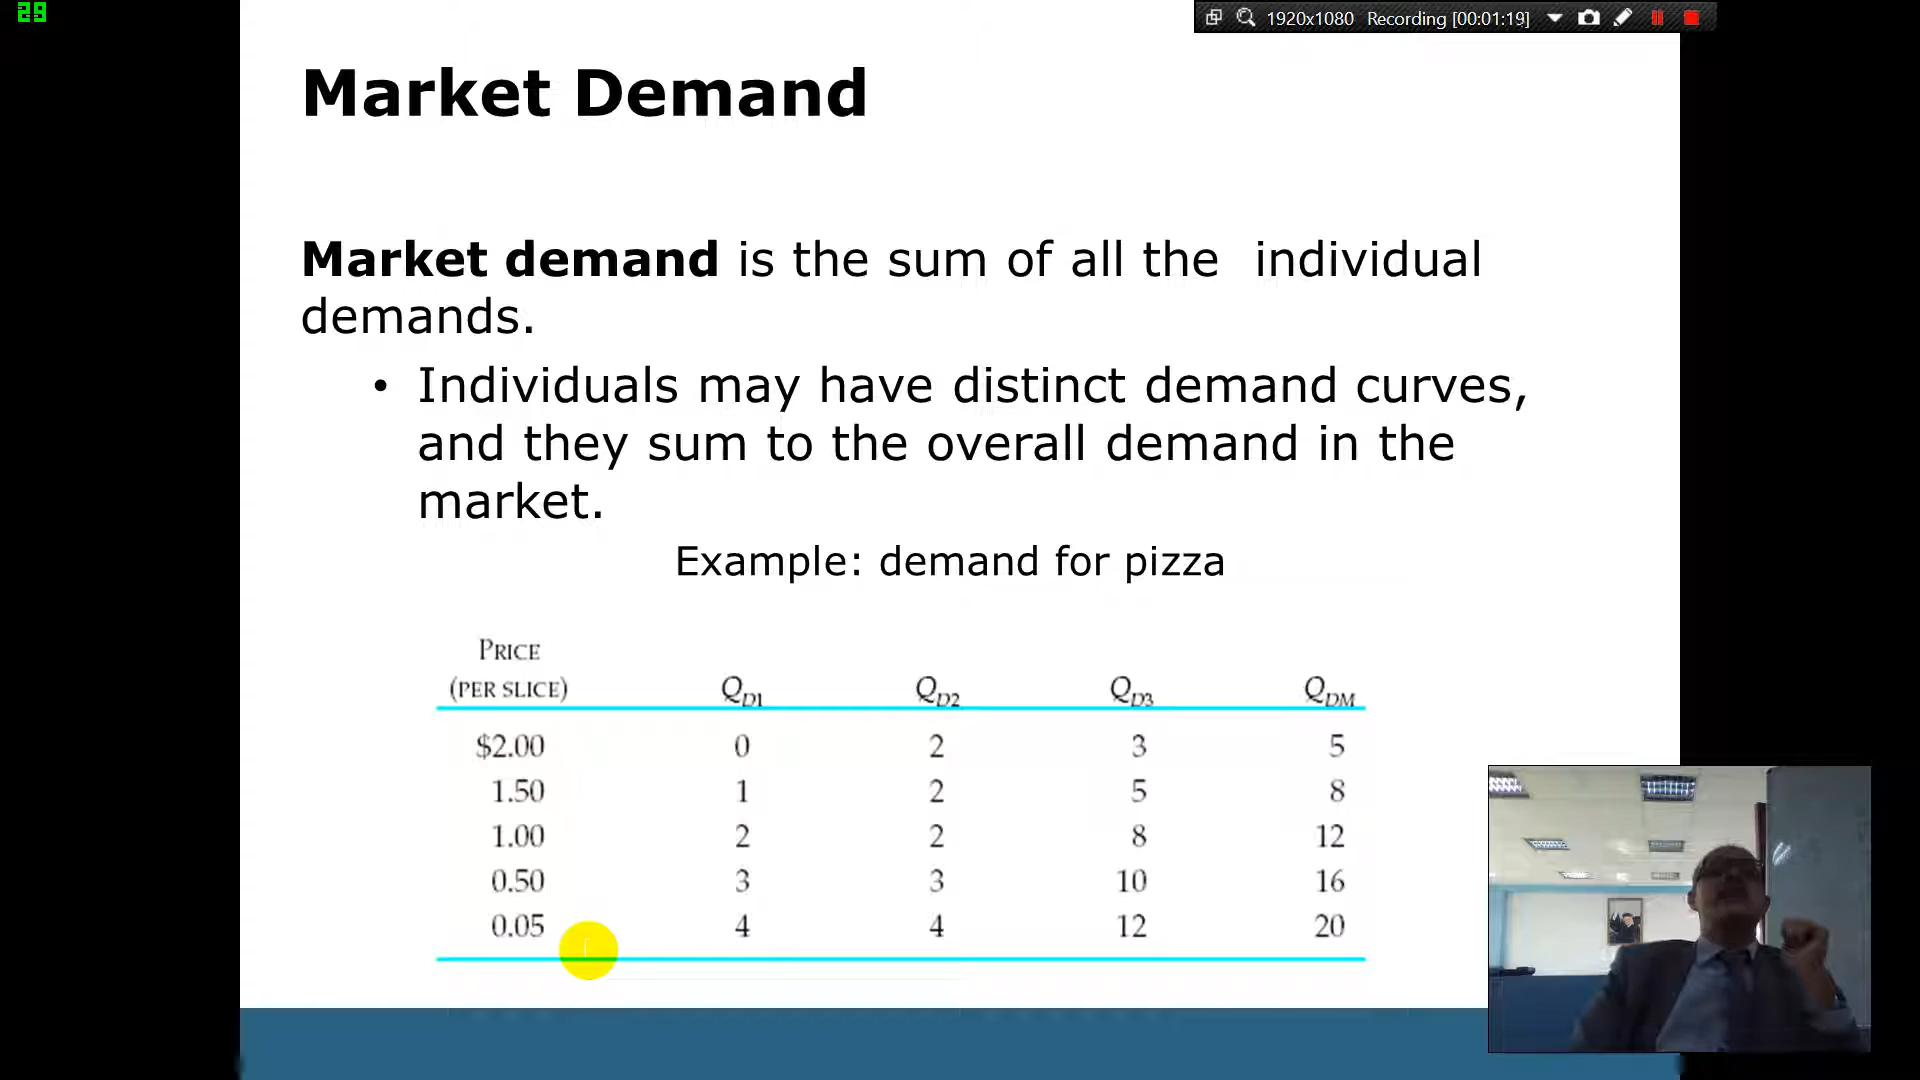 29
1920x1080 Recording [00:01:19]
Market Demand
Market demand is the sum of all the individual
demands.
• Individuals may have distinct demand curves,
and they sum to the overall demand in the
market.
Example: demand for pizza
PRICE
(PER SLICE) QD1 QD2 QD3 QDM
$2.00 0 2 3 5
1.50 1 2 5 8
1.00 2 2 8 12
0.50 3 3 10 16
0.05 4 4 12 20